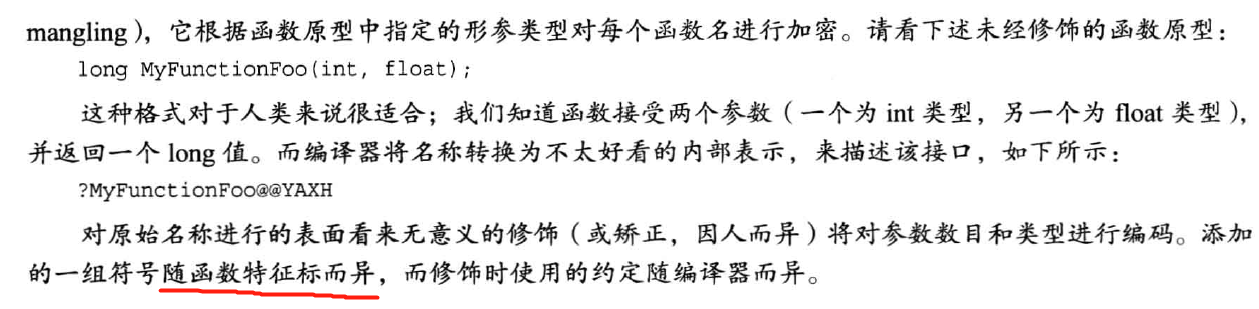 mangling），它根据函数原型中指定的形参类型对每个函数名进行加密。请看下述未经修饰的函数原型：
long MyFunctionFoo(int, float);
这种格式对于人类来说很适合；我们知道函数接受两个参数（一个为 int 类型，另一个为 float 类型），
并返回一个 long 值。而编译器将名称转换为不太好看的内部表示，来描述该接口，如下所示：
?MyFunctionFoo@@YAXH
对原始名称进行的表面看来无意义的修饰（或矫正，因人而异）将对参数数目和类型进行编码。添加
的一组符号随函数特征标而异，而修饰时使用的约定随编译器而异。